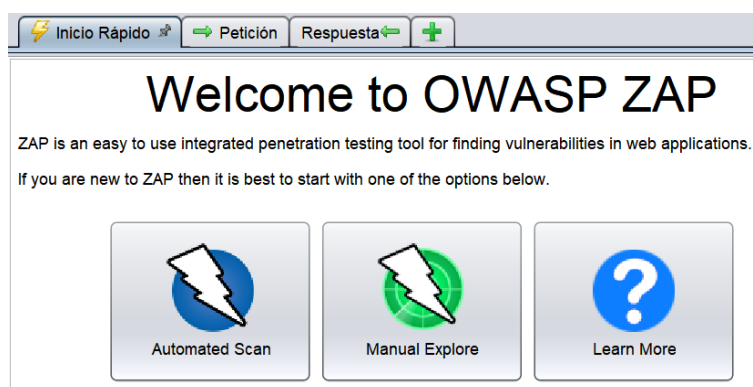 Inicio Rápido Petición Respuesta
Welcome to OWASP ZAP
ZAP is an easy to use integrated penetration testing tool for finding vulnerabilities in web applications.
If you are new to ZAP then it is best to start with one of the options below.
Automated Scan Manual Explore Learn More